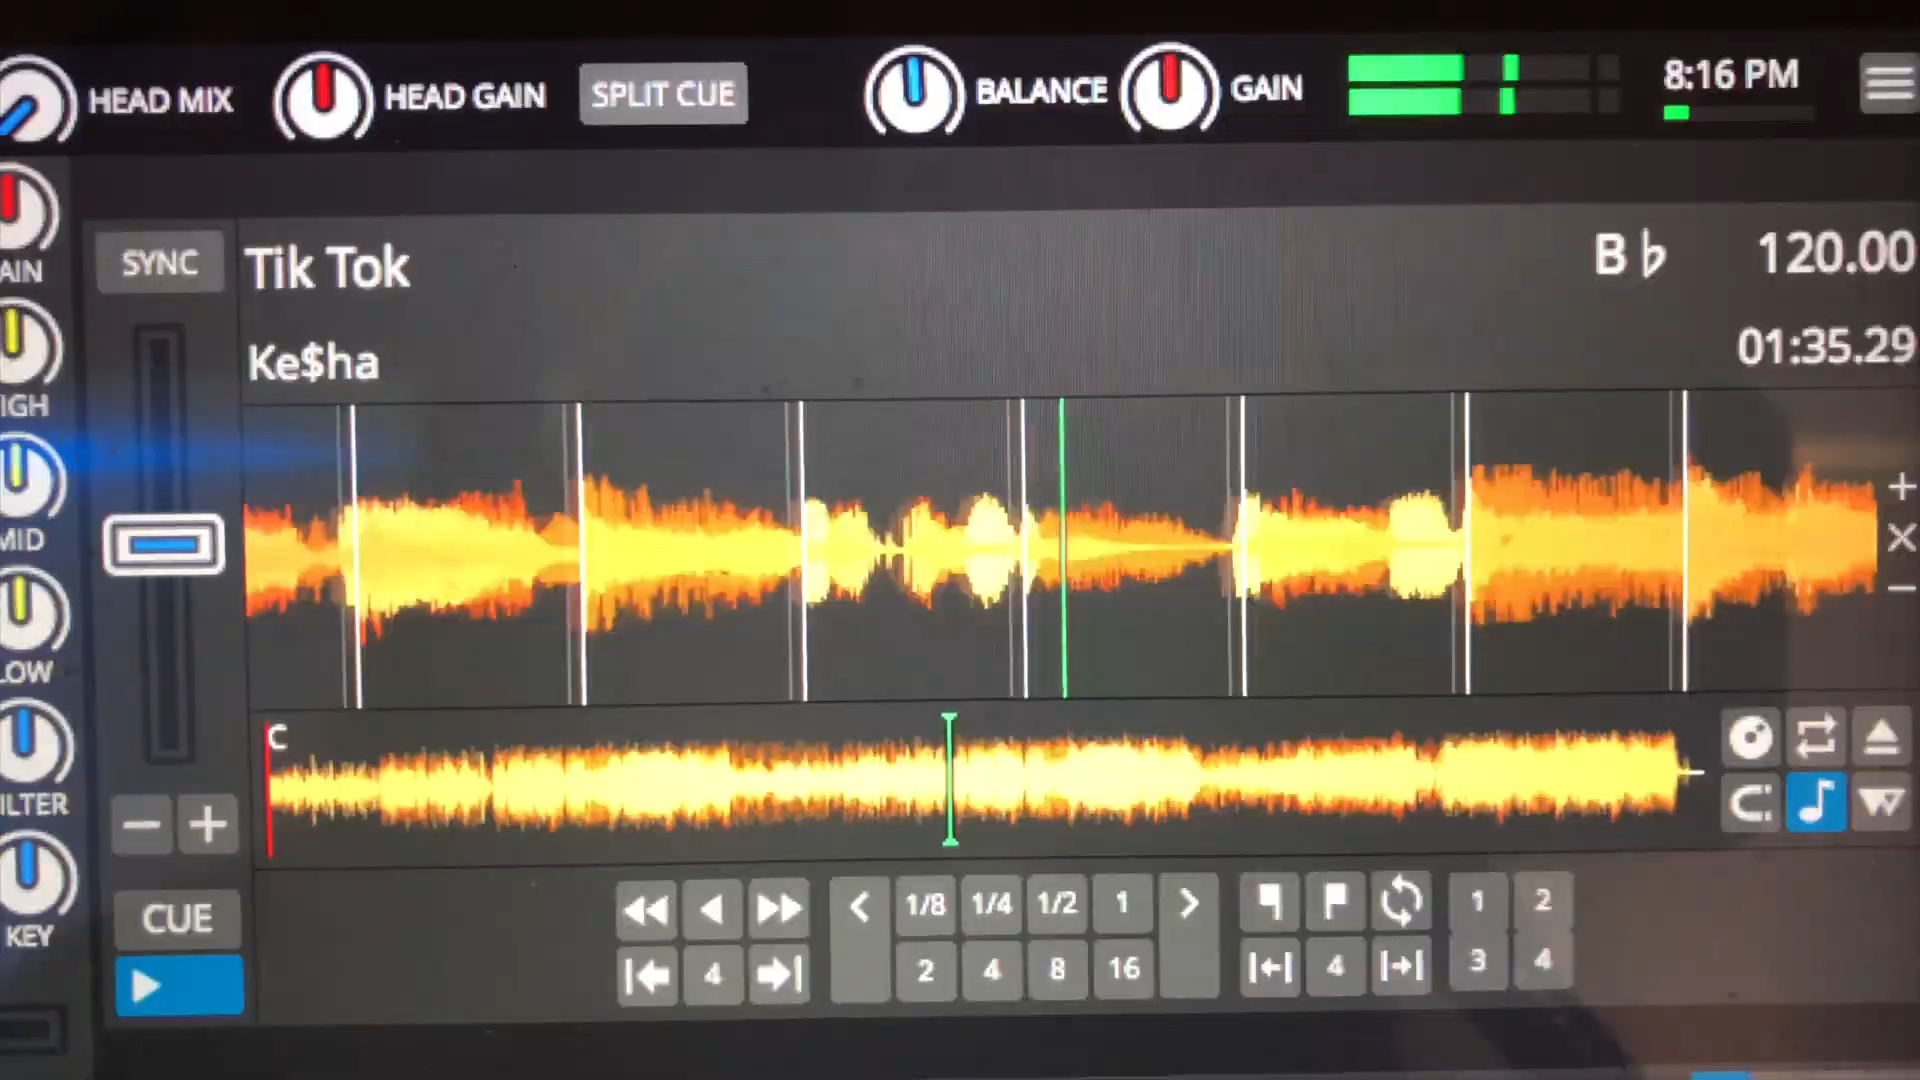 HEAD MIX HEAD GAIN SPLIT CUE BALANCE GAIN 8:16 PM
AIN
SYNC Tik Tok B♭ 120.00
IGH
Ke$ha 01:35.29
MID
LOW
C
ILTER
KEY
CUE 1/8 1/4 1/2 1 1 2
4 2 4 8 16 4 3 4